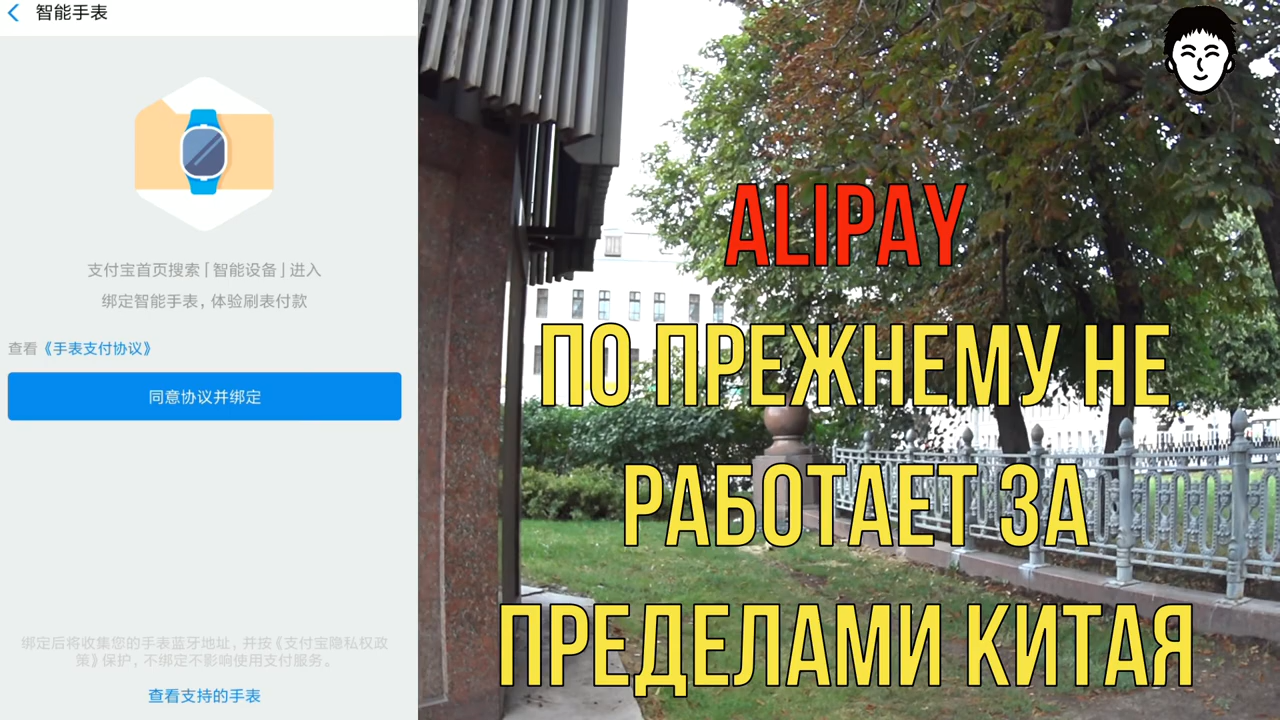 智能手表
支付宝首页搜索「智能设备」进入
绑定智能手表，体验刷表付款
查看《手表支付协议》
同意协议并绑定
绑定后将收集您的手表蓝牙地址，并按《支付宝隐私权政
策》保护，不绑定不影响使用支付服务。
查看支持的手表
ALIPAY
ПО ПРЕЖНЕМУ НЕ
РАБОТАЕТ ЗА
ПРЕДЕЛАМИ КИТАЯ